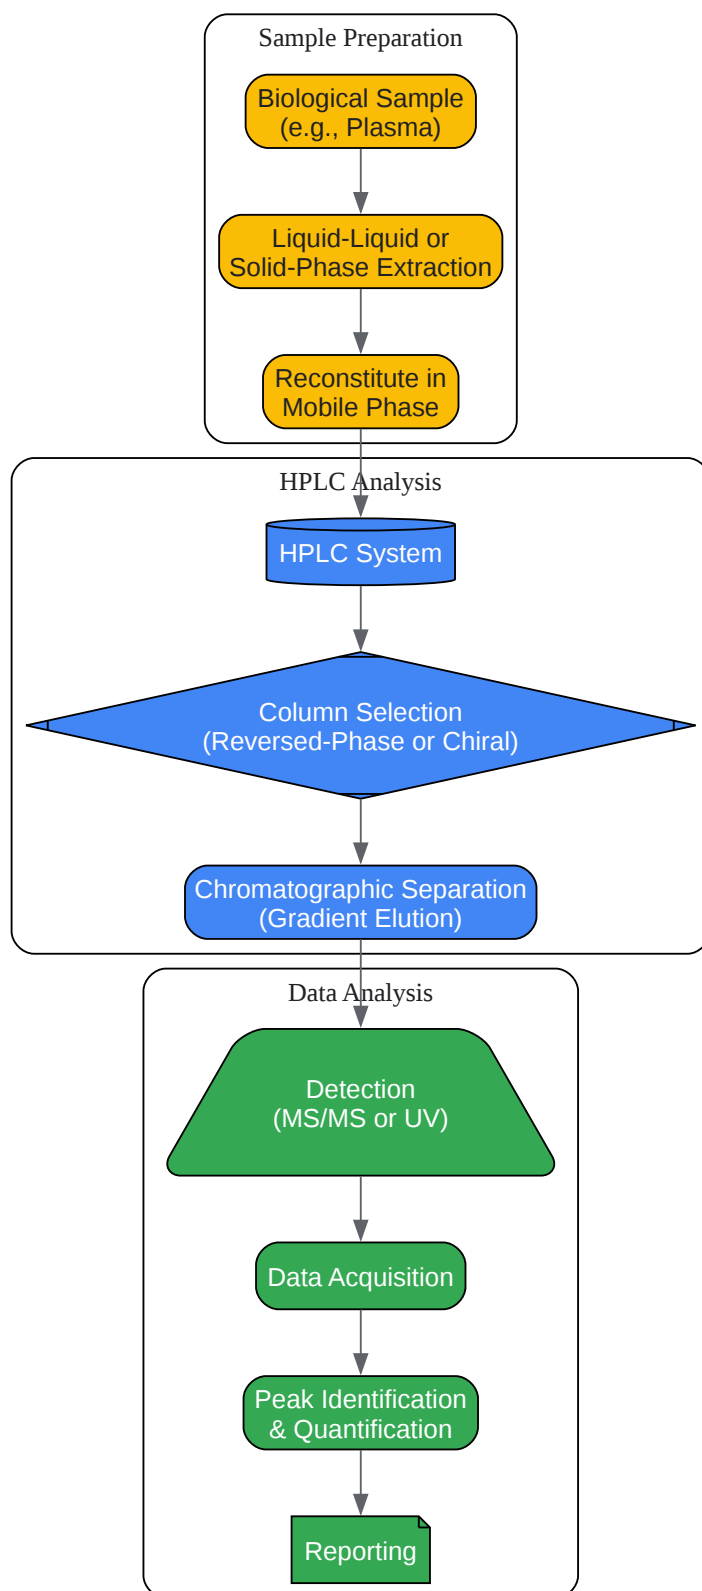 Sample Preparation
Biological Sample
(e.g., Plasma)
Liquid-Liquid or
Solid-Phase Extraction
Reconstitute in
Mobile Phase
HPLC Analysis
HPLC System
Column Selection
(Reversed-Phase or Chiral)
Chromatographic Separation
(Gradient Elution)
Data Analysis
Detection
(MS/MS or UV)
Data Acquisition
Peak Identification
& Quantification
Reporting